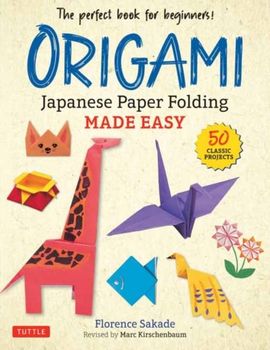 The perfect book for beginners!
ORIGAMI
Japanese Paper Folding
MADE EASY
50
CLASSIC
PROJECTS
Florence Sakade
Revised by Marc Kirschenbaum
TUTTLE